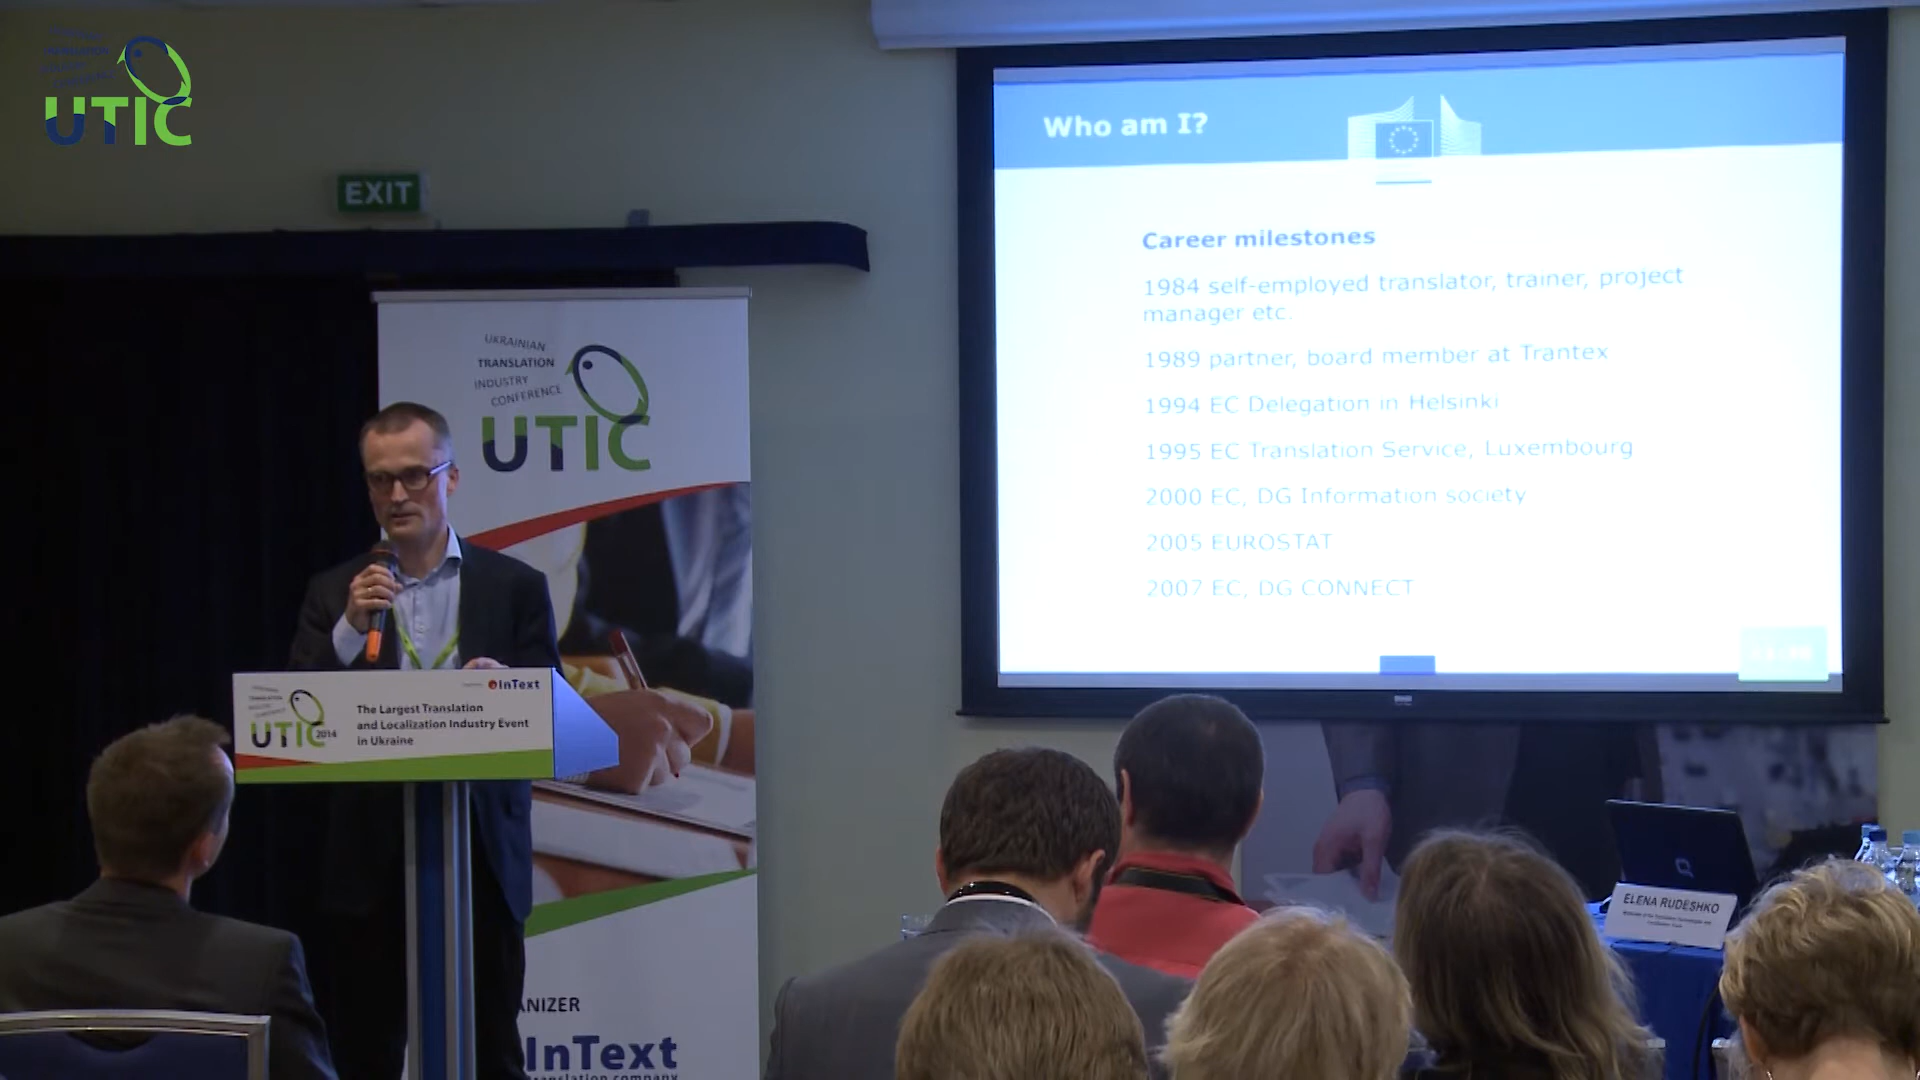 UTIC
EXIT
UKRAINIAN
TRANSLATION
INDUSTRY
CONFERENCE
UTIC
InText
The Largest Translation
and Localization Industry Event
in Ukraine
UTIC 2014
ANIZER
InText
translation company
Who am I?
Career milestones
1984 self-employed translator, trainer, project
manager etc.
1989 partner, board member at Trantex
1994 EC Delegation in Helsinki
1995 EC Translation Service, Luxembourg
2000 EC, DG Information society
2005 EUROSTAT
2007 EC, DG CONNECT
ELENA RUDESHKO